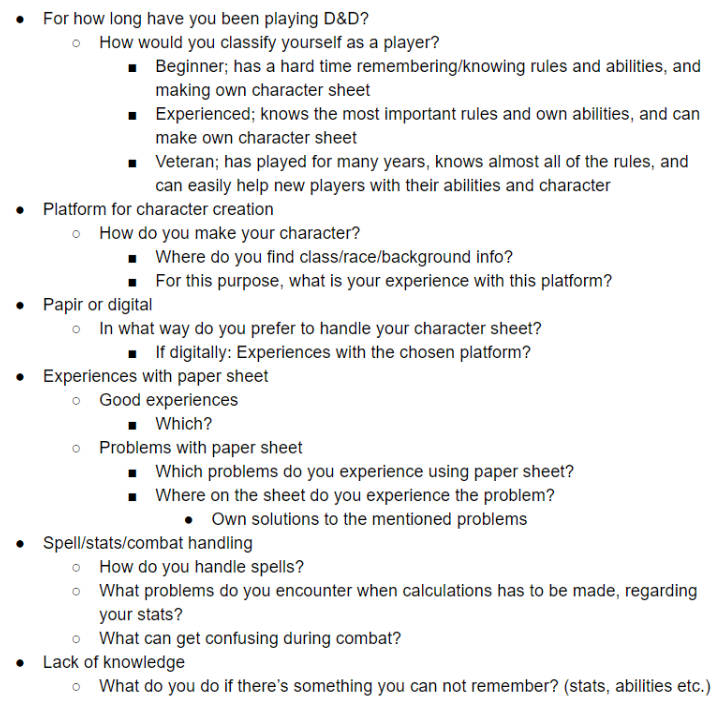 ● For how long have you been playing D&D?
○ How would you classify yourself as a player?
■ Beginner; has a hard time remembering/knowing rules and abilities, and
making own character sheet
■ Experienced; knows the most important rules and own abilities, and can
make own character sheet
■ Veteran; has played for many years, knows almost all of the rules, and
can easily help new players with their abilities and character
● Platform for character creation
○ How do you make your character?
■ Where do you find class/race/background info?
■ For this purpose, what is your experience with this platform?
● Papir or digital
○ In what way do you prefer to handle your character sheet?
■ If digitally: Experiences with the chosen platform?
● Experiences with paper sheet
○ Good experiences
■ Which?
○ Problems with paper sheet
■ Which problems do you experience using paper sheet?
■ Where on the sheet do you experience the problem?
● Own solutions to the mentioned problems
● Spell/stats/combat handling
○ How do you handle spells?
○ What problems do you encounter when calculations has to be made, regarding
your stats?
○ What can get confusing during combat?
● Lack of knowledge
○ What do you do if there's something you can not remember? (stats, abilities etc.)